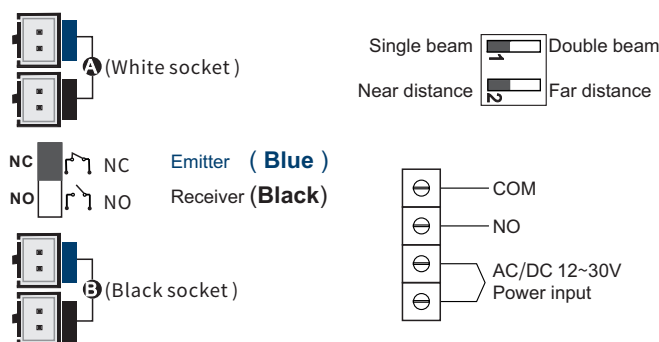 A (White socket)
NC NC
NO NO
Emitter ( Blue )
Receiver (Black)
B (Black socket)
Single beam 1 Double beam
Near distance 2 Far distance
COM
NO
AC/DC 12~30V
Power input